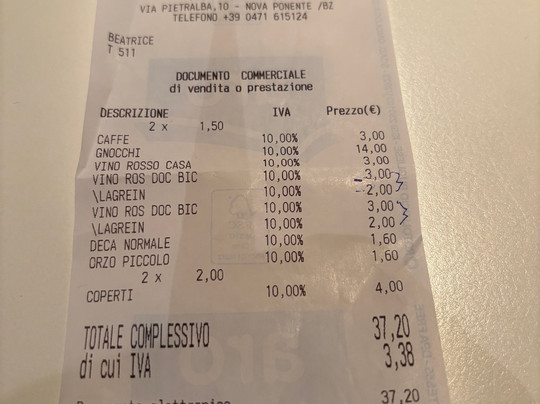 VIA PIETRALBA,10 - NOVA PONENTE /BZ
TELEFONO +39 0471 615124
BEATRICE
T 511
DOCUMENTO COMMERCIALE
di vendita o prestazione
DESCRIZIONE IVA Prezzo(€)
2 x 1,50
CAFFE 10,00% 3,00
GNOCCHI 10,00% 14,00
VINO ROSSO CASA 10,00% 3,00
VINO ROS DOC BIC 10,00% 3,00
\LAGREIN 10,00% 2,00
VINO ROS DOC BIC 10,00% 3,00
\LAGREIN 10,00% 2,00
DECA NORMALE 10,00% 1,60
ORZO PICCOLO 10,00% 1,60
2 x 2,00
COPERTI 10,00% 4,00
TOTALE COMPLESSIVO 37,20
di cui IVA 3,38
37,20